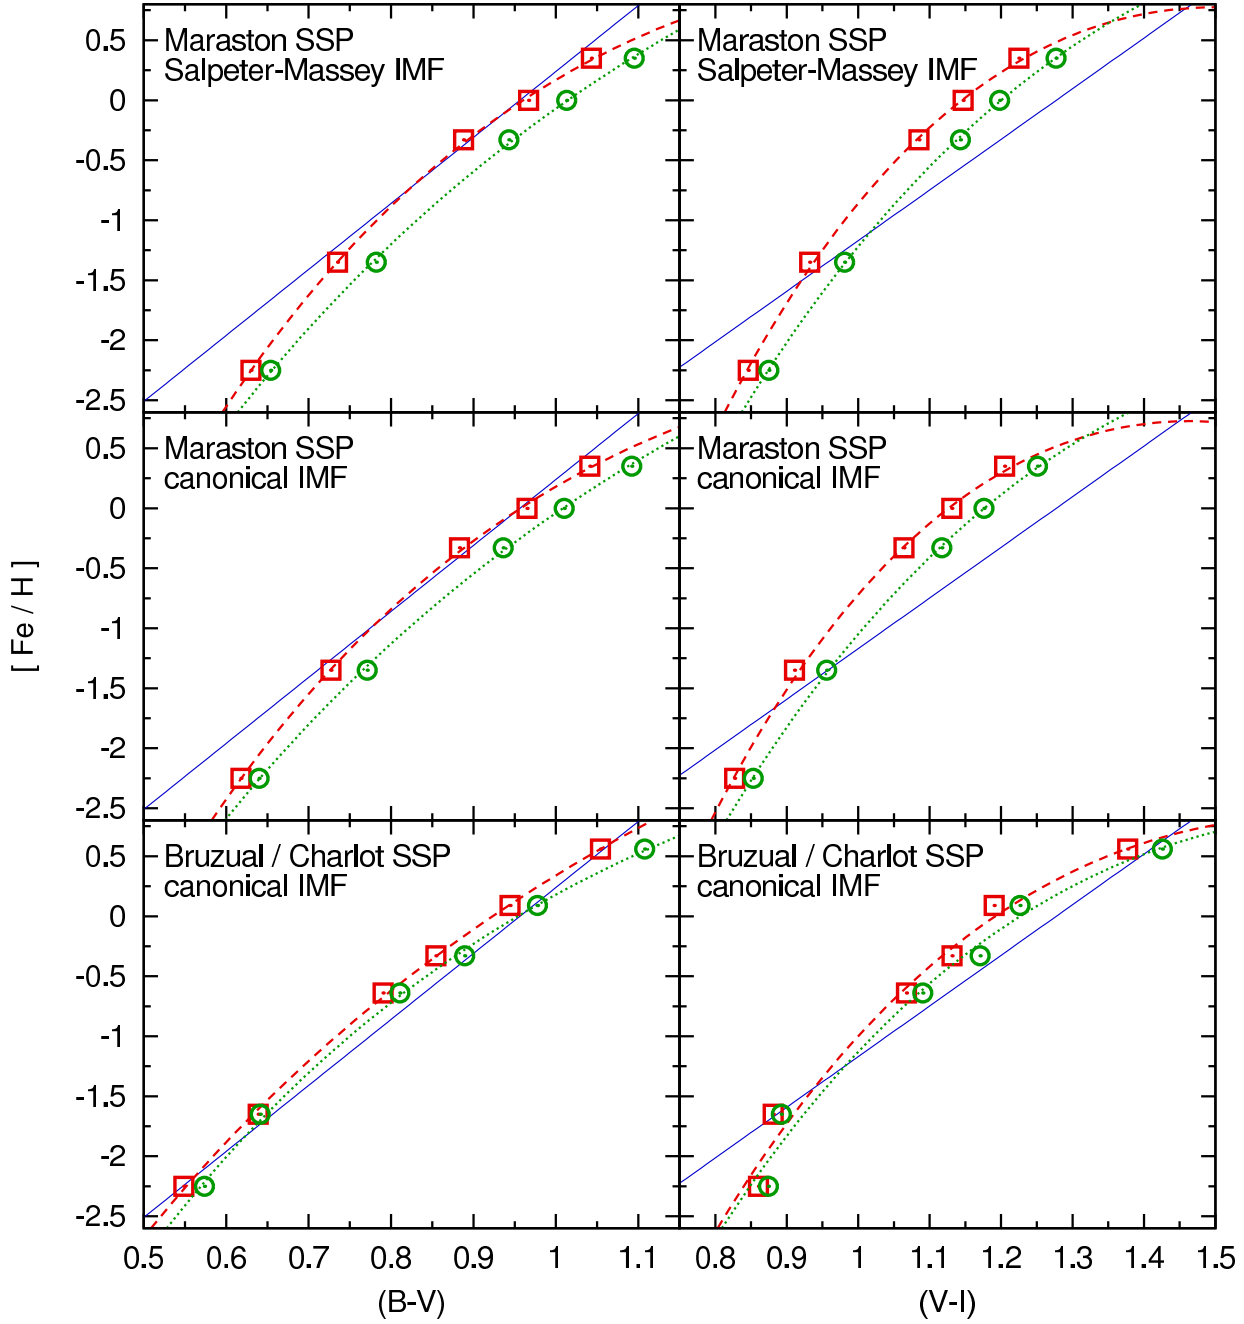 Maraston SSP
Salpeter-Massey IMF
Maraston SSP
Salpeter-Massey IMF
0.5
0
-0.5
-1
-1.5
-2
-2.5
Maraston SSP
canonical IMF
Maraston SSP
canonical IMF
0.5
0
-0.5
-1
-1.5
-2
-2.5
[ Fe / H ]
Bruzual / Charlot SSP
canonical IMF
Bruzual / Charlot SSP
canonical IMF
0.5
0
-0.5
-1
-1.5
-2
-2.5
0.5 0.6 0.7 0.8 0.9 1 1.1
0.8 0.9 1 1.1 1.2 1.3 1.4 1.5
(B-V)
(V-I)